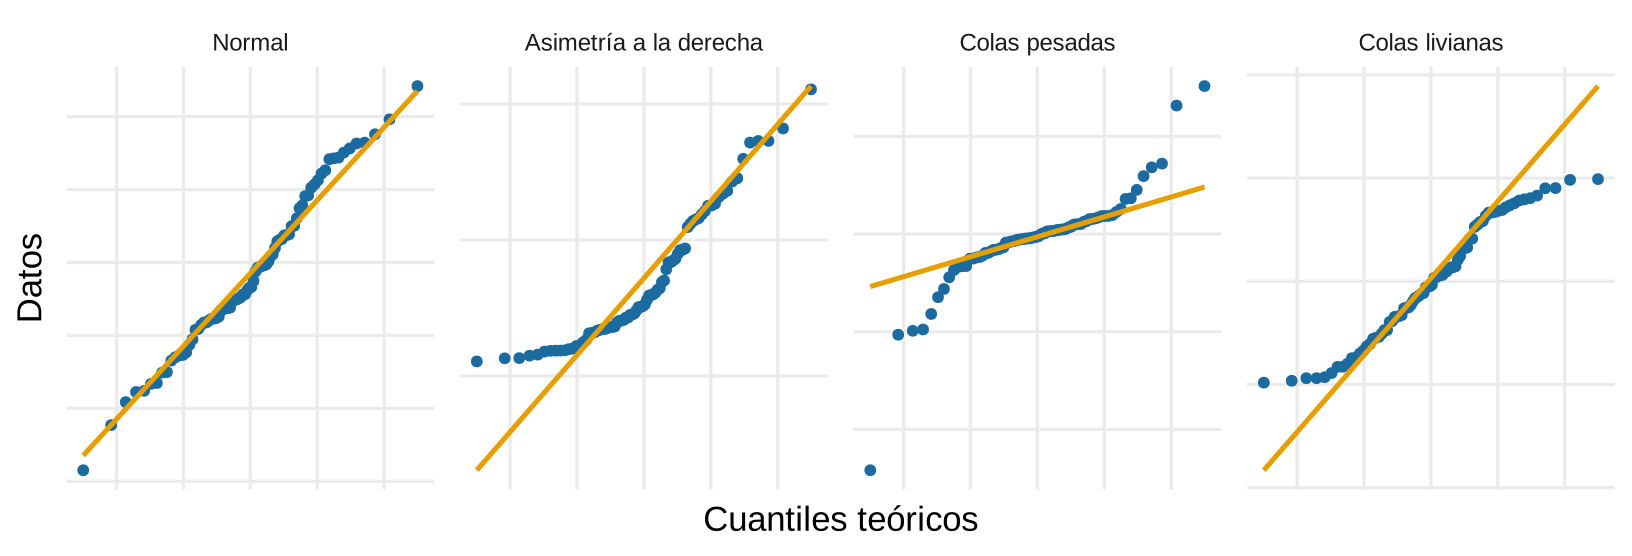 Normal
Asimetría a la derecha
Colas pesadas
Colas livianas
Datos
Cuantiles teóricos